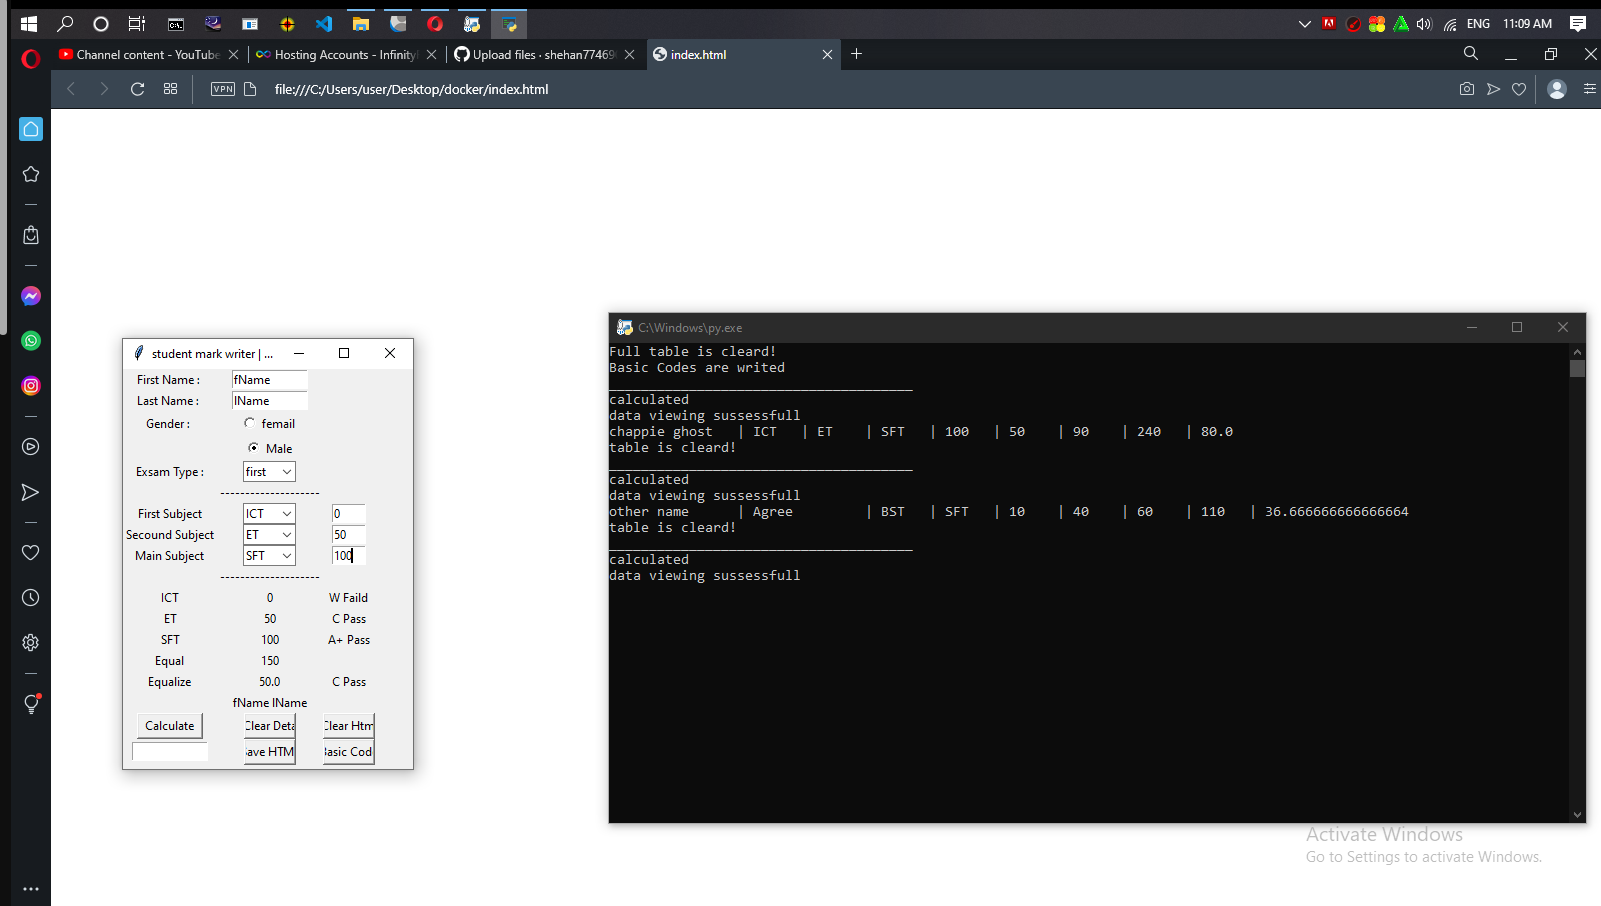 ENG 11:09 AM
Channel content - YouTube
Hosting Accounts - Infinity
Upload files · shehan77469
index.html
VPN file:///C:/Users/user/Desktop/docker/index.html
C:\Windows\py.exe
Full table is cleard!
Basic Codes are writed
______________________________________
calculated
data viewing sussessfull
chappie ghost | ICT | ET | SFT | 100 | 50 | 90 | 240 | 80.0
table is cleard!
______________________________________
calculated
data viewing sussessfull
other name | Agree | BST | SFT | 10 | 40 | 60 | 110 | 36.666666666666664
table is cleard!
______________________________________
calculated
data viewing sussessfull
student mark writer | ...
First Name : fName
Last Name : lName
Gender : femail
Male
Exsam Type : first
--------------------
First Subject ICT 0
Secound Subject ET 50
Main Subject SFT 100
--------------------
ICT 0 W Faild
ET 50 C Pass
SFT 100 A+ Pass
Equal 150
Equalize 50.0 C Pass
fName lName
Calculate Clear Deta Clear Htm
ave HTM Basic Cod
Activate Windows
Go to Settings to activate Windows.